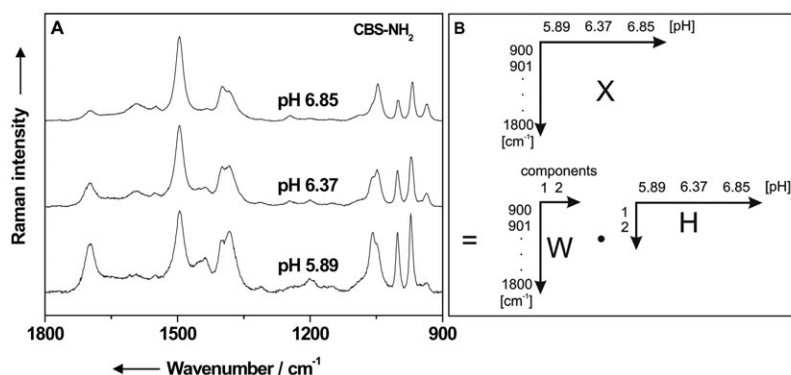 A
CBS-NH2
Raman intensity
pH 6.85
pH 6.37
pH 5.89
1800 1500 1200 900
Wavenumber / cm-1
B
5.89 6.37 6.85 [pH]
900
901
.
.
.
1800
[cm-1]
X
=
components
1 2
900
901
.
.
.
1800
[cm-1]
W
•
5.89 6.37 6.85 [pH]
1
2
H